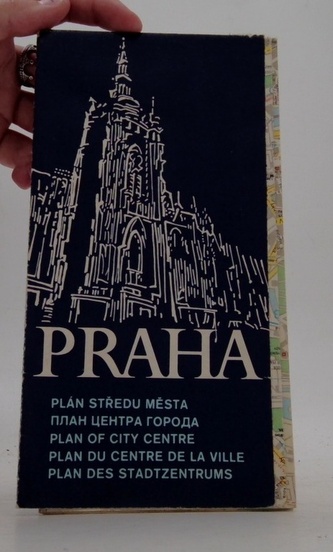 PRAHA
PLÁN STŘEDU MĚSTA
ПЛАН ЦЕНТРА ГОРОДА
PLAN OF CITY CENTRE
PLAN DU CENTRE DE LA VILLE
PLAN DES STADTZENTRUMS